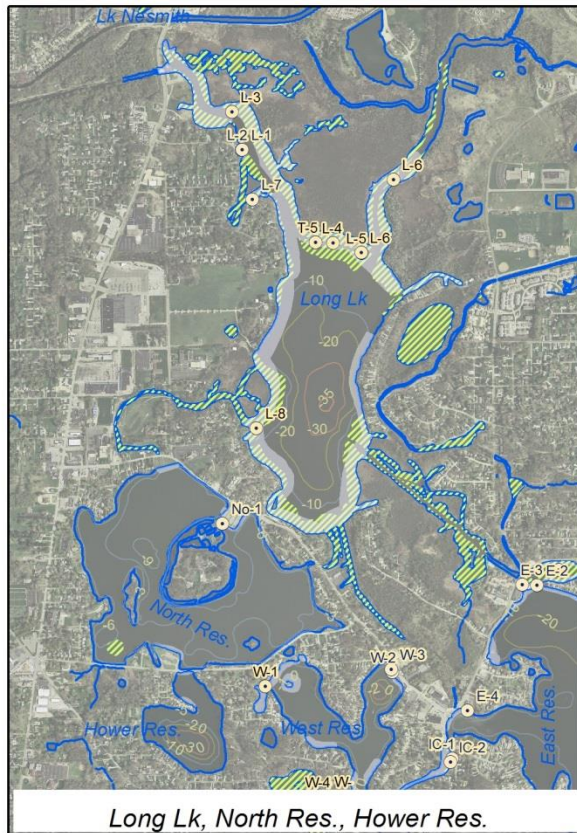 Lk Nesmith
L-3
L-2 L-1
L-6
L-7
T-5 L-4
L-5 L-6
-10
Long Lk
-20
-35
L-8
-20
-30
-10
No-1
-9
-6
North Res.
E-3 E-2
-20
W-2 W-3
W-1
-20
E-4
Hower Res.
-20
-10
-30
West Res
East Res.
IC-1 IC-2
W-4 W-
Long Lk, North Res., Hower Res.